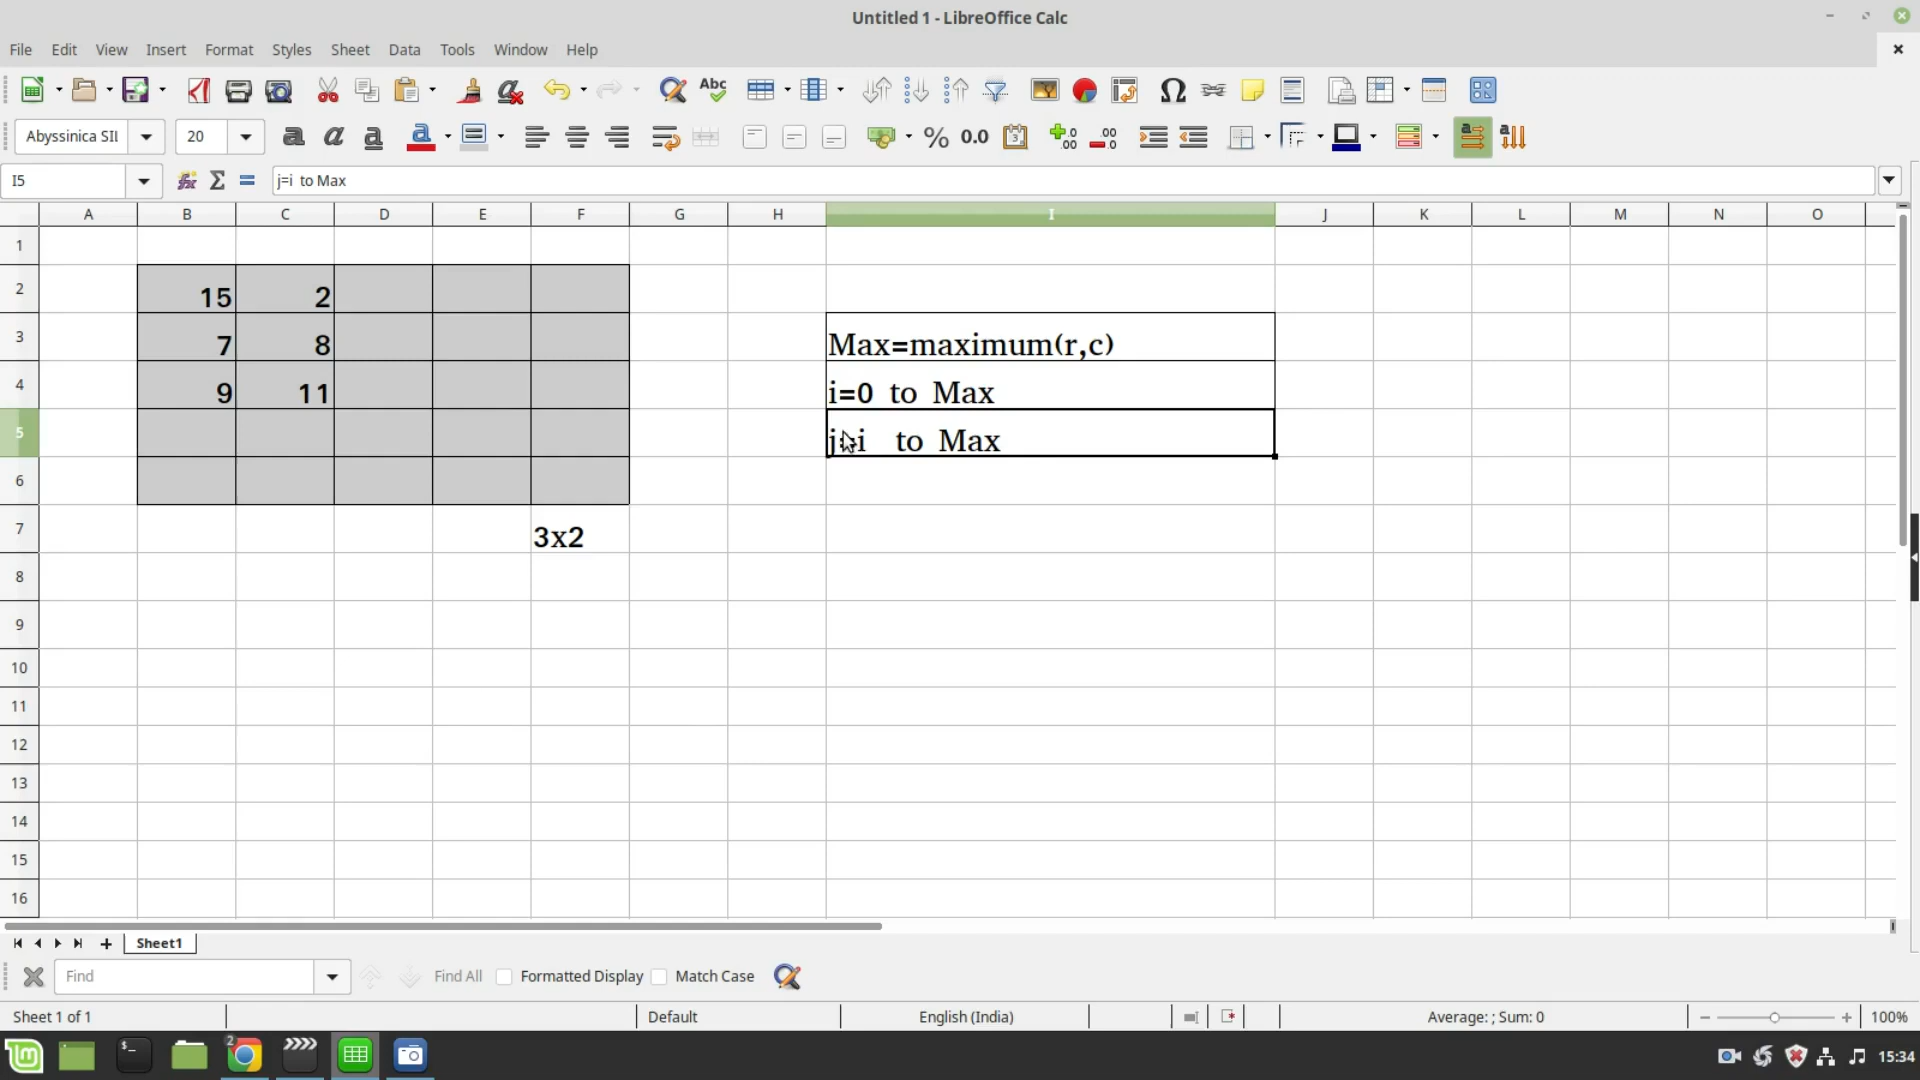 Untitled 1 - LibreOffice Calc
File Edit View Insert Format Styles Sheet Data Tools Window Help
Abyssinica SIL 20
I5 j=i to Max
A B C D E F G H I J K L M N O
1
2 15 2
3 7 8 Max=maximum(r,c)
4 9 11 i=0 to Max
5 j=i to Max
6
7 3x2
8
9
10
11
12
13
14
15
16
Sheet1
Find Find All Formatted Display Match Case
Sheet 1 of 1 Default English (India) Average: ; Sum: 0 100%
2 15:34